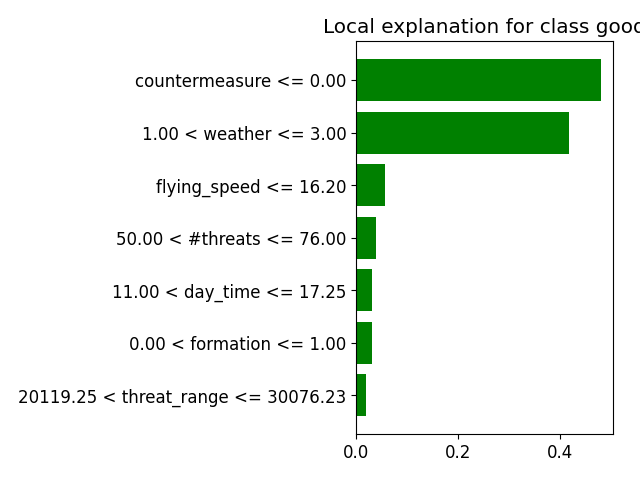 Local explanation for class good
countermeasure <= 0.00
1.00 < weather <= 3.00
flying_speed <= 16.20
50.00 < #threats <= 76.00
11.00 < day_time <= 17.25
0.00 < formation <= 1.00
20119.25 < threat_range <= 30076.23
0.0 0.2 0.4